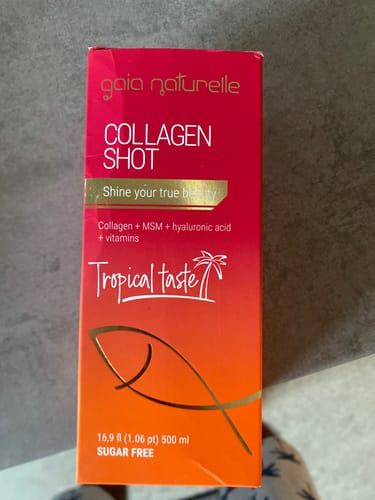 gaia naturelle
COLLAGEN
SHOT
Shine your true beauty
Collagen + MSM + hyaluronic acid
+ vitamins
Tropical taste
16,9 fl (1.06 pt) 500 ml
SUGAR FREE